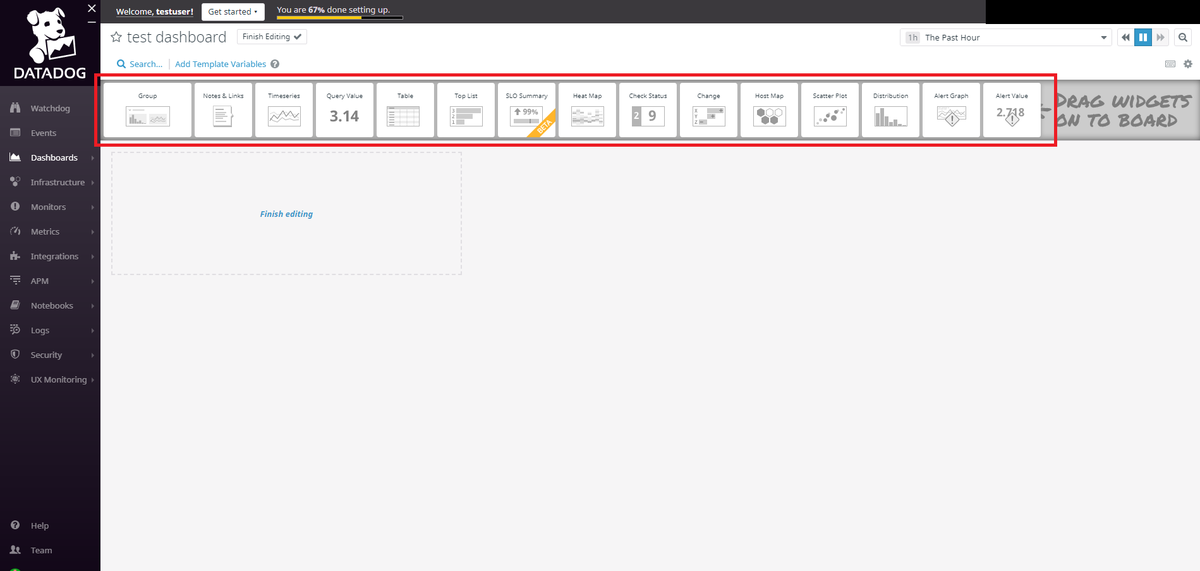 Welcome, testuser!
Get started
You are 67% done setting up.
DATADOG
test dashboard
Finish Editing
1h The Past Hour
Search...
Add Template Variables
Group
Notes & Links
Timeseries
Query Value
3.14
Table
Top List
1
2
3
SLO Summary
99%
BETA
Heat Map
Check Status
2 9
Change
Host Map
Scatter Plot
Distribution
Alert Graph
Alert Value
2.718
DRAG WIDGETS
ON TO BOARD
Finish editing
Watchdog
Events
Dashboards
Infrastructure
Monitors
Metrics
Integrations
APM
Notebooks
Logs
Security
UX Monitoring
Help
Team